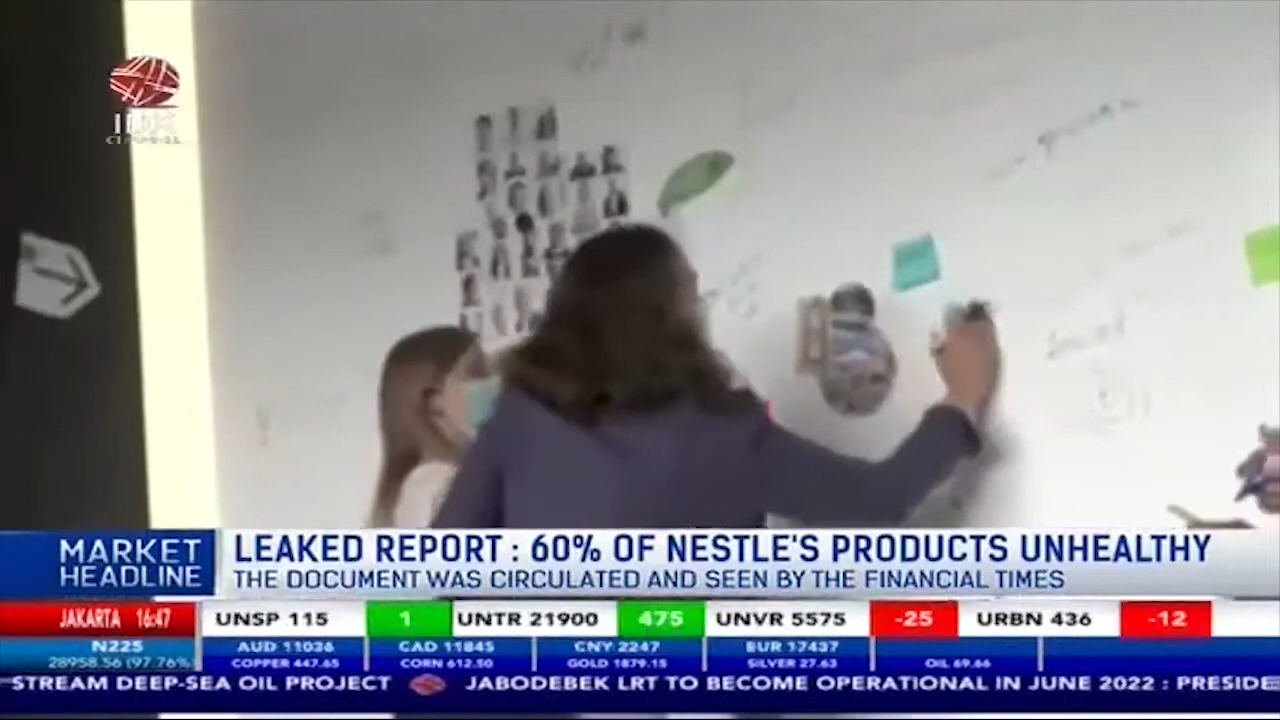 IDX
CHANNEL
MARKET
HEADLINE
LEAKED REPORT : 60% OF NESTLE'S PRODUCTS UNHEALTHY
THE DOCUMENT WAS CIRCULATED AND SEEN BY THE FINANCIAL TIMES
JAKARTA 16:47
UNSP 115 1 UNTR 21900 475 UNVR 5575 -25 URBN 436 -12
N225
28958.56 (97.76%)
AUD 11036 CAD 11845 CNY 2247 EUR 17437
COPPER 447.65 CORN 612.50 GOLD 1879.15 SILVER 27.63 OIL 69.66
STREAM DEEP-SEA OIL PROJECT JABODEBEK LRT TO BECOME OPERATIONAL IN JUNE 2022 : PRESIDE